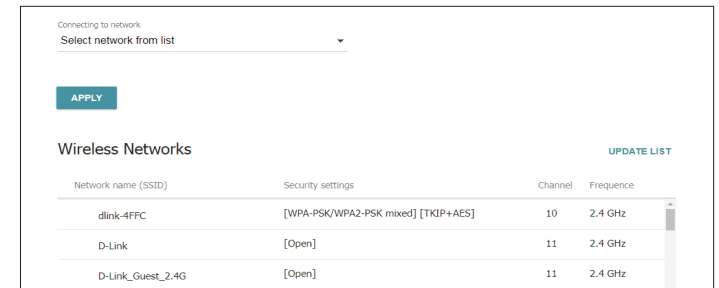 Connecting to network
Select network from list
APPLY
Wireless Networks
UPDATE LIST
Network name (SSID) Security settings Channel Frequence
dlink-4FFC [WPA-PSK/WPA2-PSK mixed] [TKIP+AES] 10 2.4 GHz
D-Link [Open] 11 2.4 GHz
D-Link_Guest_2.4G [Open] 11 2.4 GHz